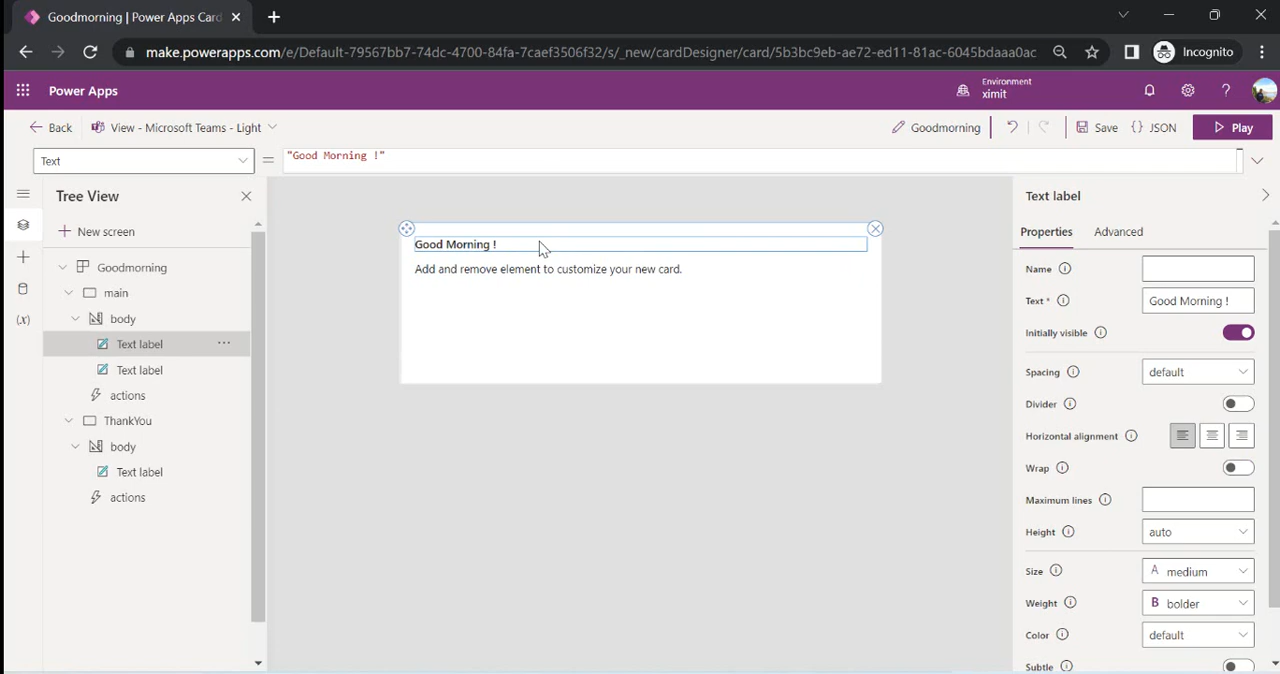 Goodmorning | Power Apps Card
make.powerapps.com/e/Default-79567bb7-74dc-4700-84fa-7caef3506f32/s/_new/cardDesigner/card/5b3bc9eb-ae72-ed11-81ac-6045bdaaa0ac
Incognito
Power Apps
Environment
ximit
Back
View - Microsoft Teams - Light
Goodmorning
Save
{} JSON
Play
Text
=
"Good Morning !"
Tree View
New screen
Goodmorning
main
body
Text label
Text label
actions
ThankYou
body
Text label
actions
Good Morning !
Add and remove element to customize your new card.
Text label
Properties
Advanced
Name
Text *
Good Morning !
Initially visible
Spacing
default
Divider
Horizontal alignment
Wrap
Maximum lines
Height
auto
Size
A medium
Weight
B bolder
Color
default
Subtle